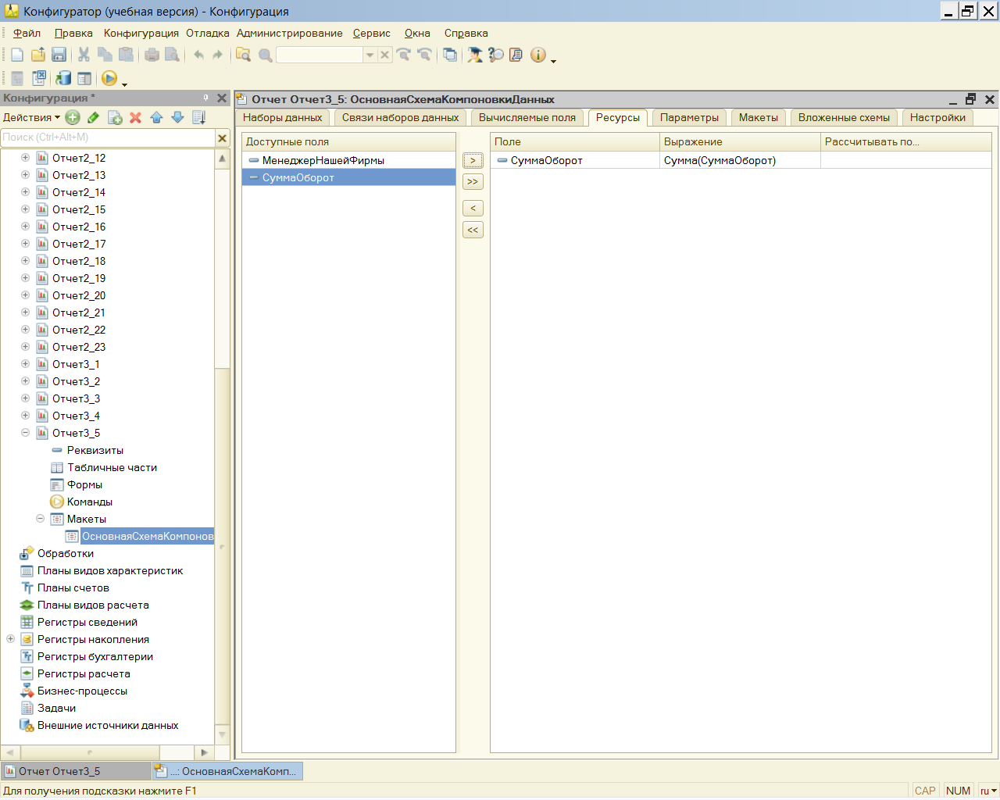 Конфигуратор (учебная версия) - Конфигурация
Файл Правка Конфигурация Отладка Администрирование Сервис Окна Справка
Конфигурация *
Действия
Поиск (Ctrl+Alt+M)
Отчет2_12
Отчет2_13
Отчет2_14
Отчет2_15
Отчет2_16
Отчет2_17
Отчет2_18
Отчет2_19
Отчет2_20
Отчет2_21
Отчет2_22
Отчет2_23
Отчет3_1
Отчет3_2
Отчет3_3
Отчет3_4
Отчет3_5
Реквизиты
Табличные части
Формы
Команды
Макеты
ОсновнаяСхемаКомпонов
Обработки
Планы видов характеристик
Планы счетов
Планы видов расчета
Регистры сведений
Регистры накопления
Регистры бухгалтерии
Регистры расчета
Бизнес-процессы
Задачи
Внешние источники данных
Отчет Отчет3_5: ОсновнаяСхемаКомпоновкиДанных
Наборы данных Связи наборов данных Вычисляемые поля Ресурсы Параметры Макеты Вложенные схемы Настройки
Доступные поля
МенеджерНашейФирмы
СуммаОборот
>
>>
<
<<
Поле Выражение Рассчитывать по...
СуммаОборот Сумма(СуммаОборот)
Отчет Отчет3_5 ...: ОсновнаяСхемаКомп...
Для получения подсказки нажмите F1 CAP NUM ru